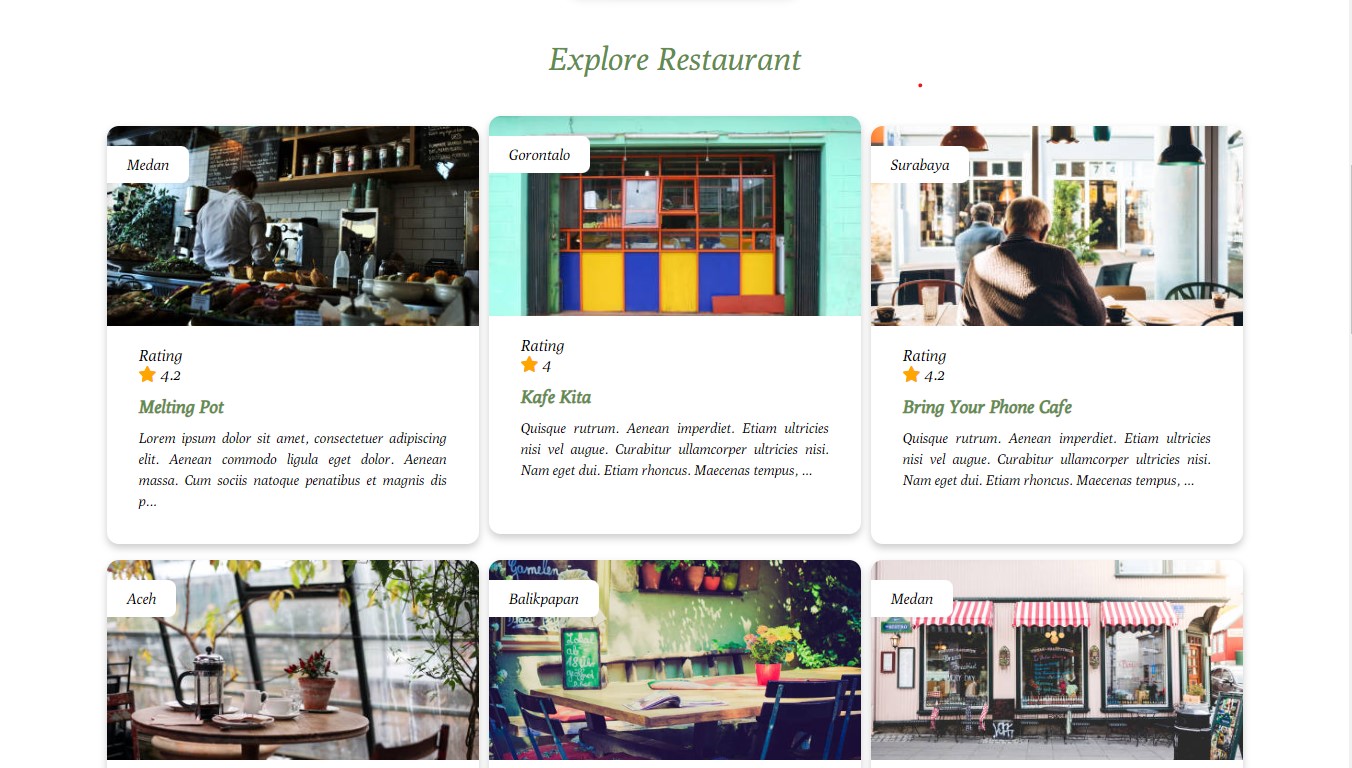 Explore Restaurant
Medan
Rating
4.2
Melting Pot
Lorem ipsum dolor sit amet, consectetuer adipiscing
elit. Aenean commodo ligula eget dolor. Aenean
massa. Cum sociis natoque penatibus et magnis dis
p...
Gorontalo
Rating
4
Kafe Kita
Quisque rutrum. Aenean imperdiet. Etiam ultricies
nisi vel augue. Curabitur ullamcorper ultricies nisi.
Nam eget dui. Etiam rhoncus. Maecenas tempus, ...
Surabaya
7 4
Rating
4.2
Bring Your Phone Cafe
Quisque rutrum. Aenean imperdiet. Etiam ultricies
nisi vel augue. Curabitur ullamcorper ultricies nisi.
Nam eget dui. Etiam rhoncus. Maecenas tempus, ...
Aceh
Balikpapan
Gamelen
Medan